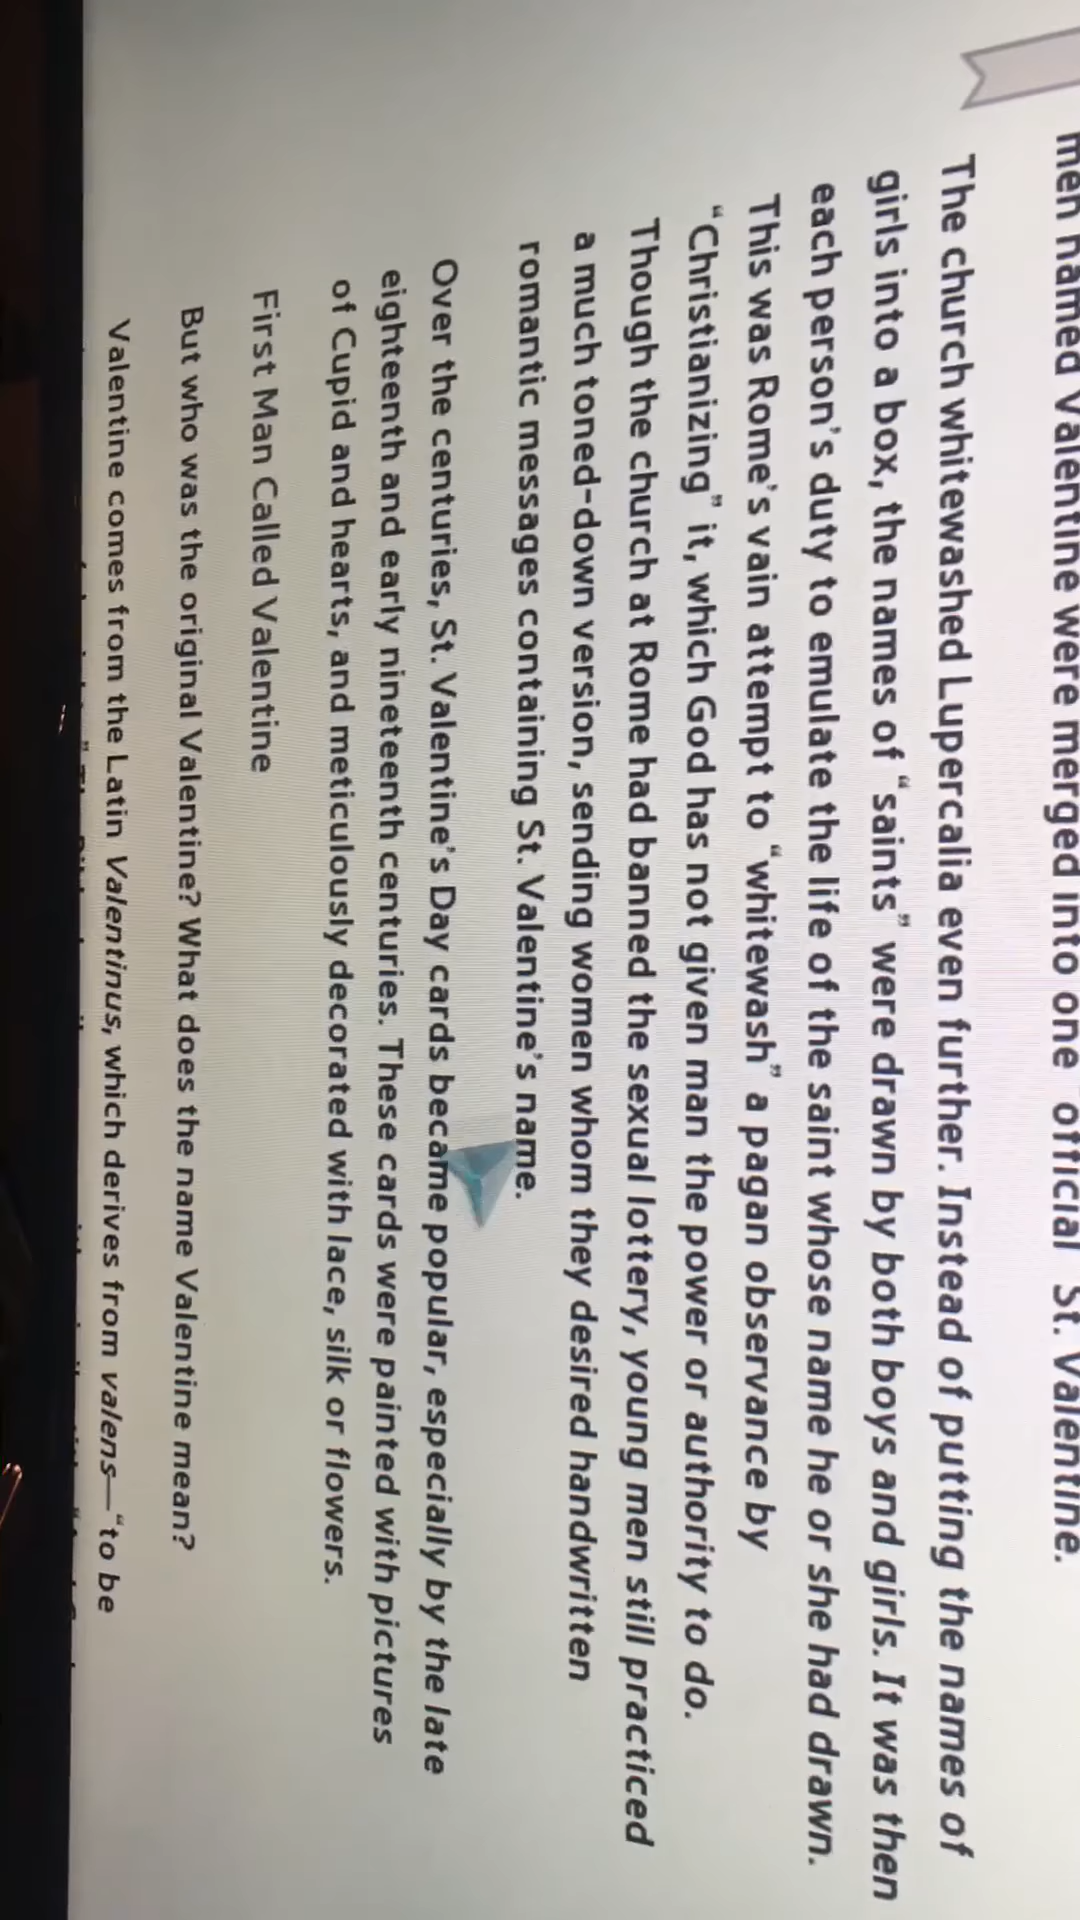 men named Valentine were merged into one “official” St. Valentine.
The church whitewashed Lupercalia even further. Instead of putting the names of
girls into a box, the names of “saints” were drawn by both boys and girls. It was then
each person’s duty to emulate the life of the saint whose name he or she had drawn.
This was Rome’s vain attempt to “whitewash” a pagan observance by
“Christianizing” it, which God has not given man the power or authority to do.
Though the church at Rome had banned the sexual lottery, young men still practiced
a much toned-down version, sending women whom they desired handwritten
romantic messages containing St. Valentine’s name.
Over the centuries, St. Valentine’s Day cards became popular, especially by the late
eighteenth and early nineteenth centuries. These cards were painted with pictures
of Cupid and hearts, and meticulously decorated with lace, silk or flowers.
First Man Called Valentine
But who was the original Valentine? What does the name Valentine mean?
Valentine comes from the Latin Valentinus, which derives from valens—“to be